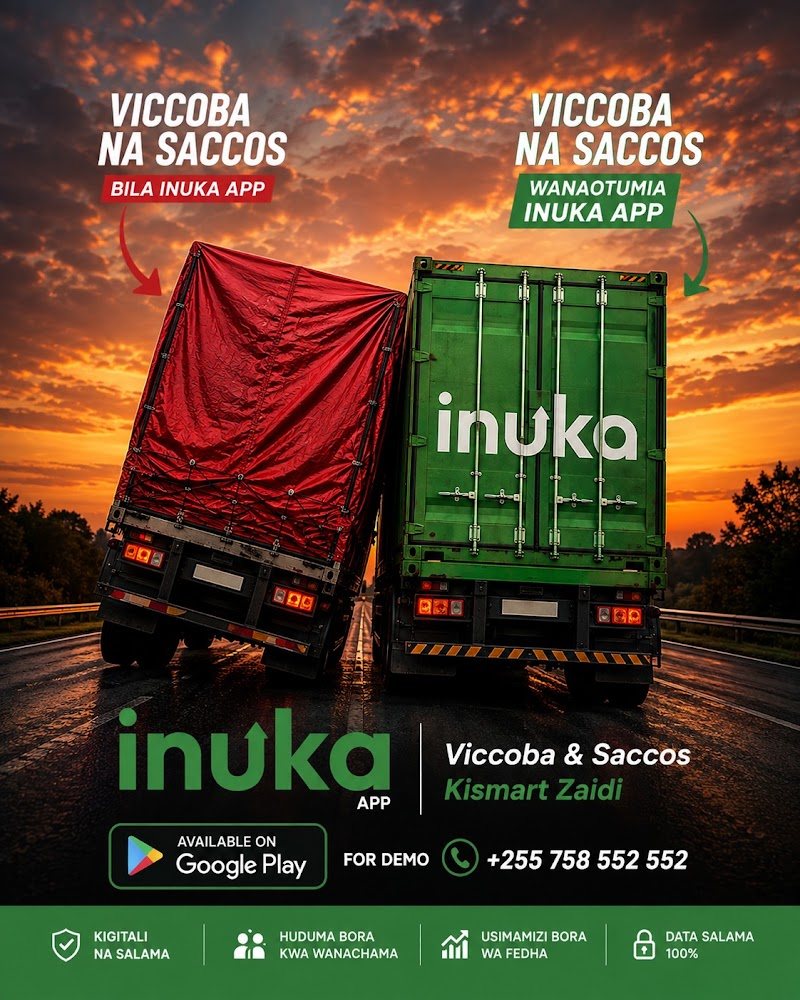 VICCOBA
NA SACCOS
BILA INUKA APP
VICCOBA
NA SACCOS
WANAOTUMIA
INUKA APP
inuka
inuka
APP
Viccoba & Saccos
Kismart Zaidi
AVAILABLE ON
Google Play
FOR DEMO
+255 758 552 552
KIGITALI
NA SALAMA
HUDUMA BORA
KWA WANACHAMA
USIMAMIZI BORA
WA FEDHA
DATA SALAMA
100%